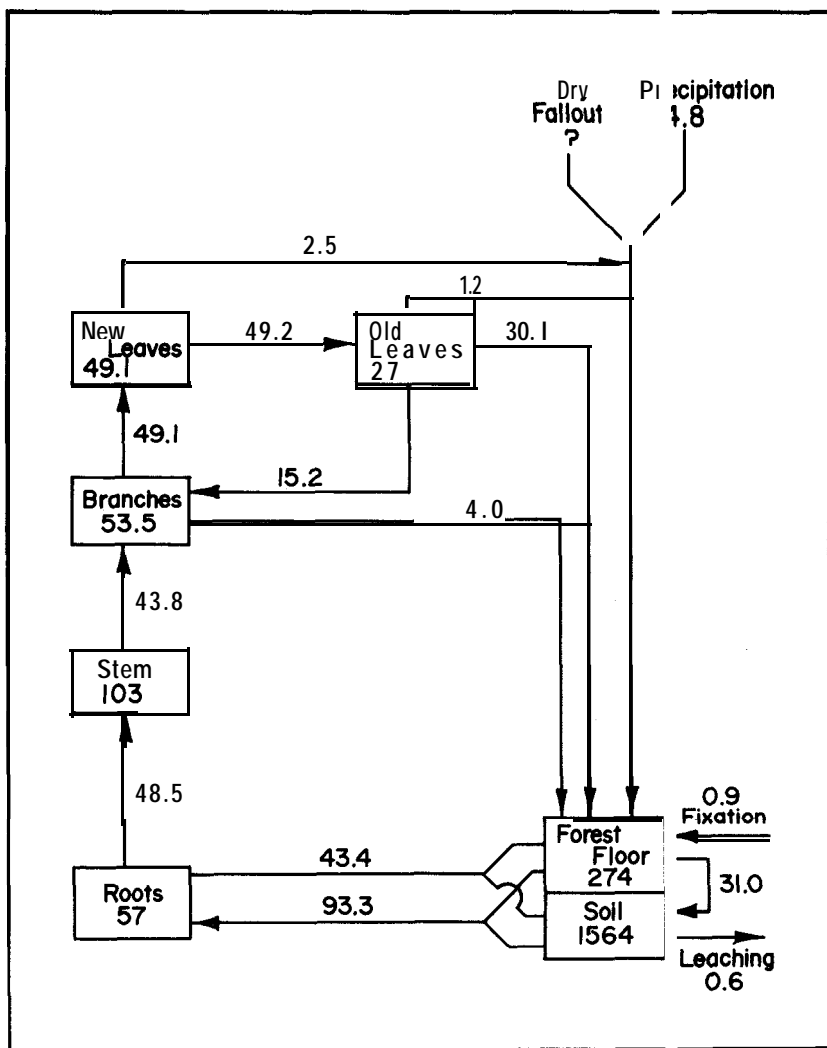 Dry
Fallout
?
Precipitation
2.5
1.2
New
Leaves
49.1
49.2
Old
Leaves
27
30.1
49.1
15.2
Branches
53.5
4.0
43.8
Stem
103
48.5
0.9
Fixation
Forest
Floor
274
43.4
31.0
Roots
57
93.3
Soil
1564
Leaching
0.6